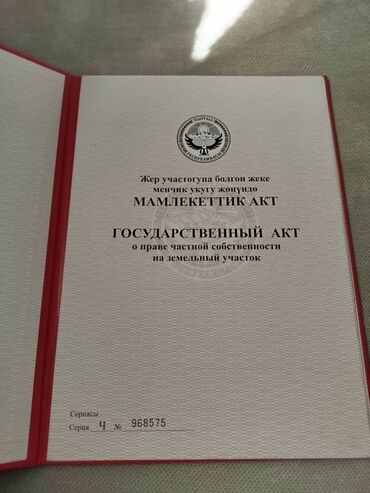 Жер участогуна болгон жеке
менчик укугу жөнүндө
МАМЛЕКЕТТИК АКТ
ГОСУДАРСТВЕННЫЙ АКТ
о праве частной собственности
на земельный участок
Сериясы
Серия Ч № 968575